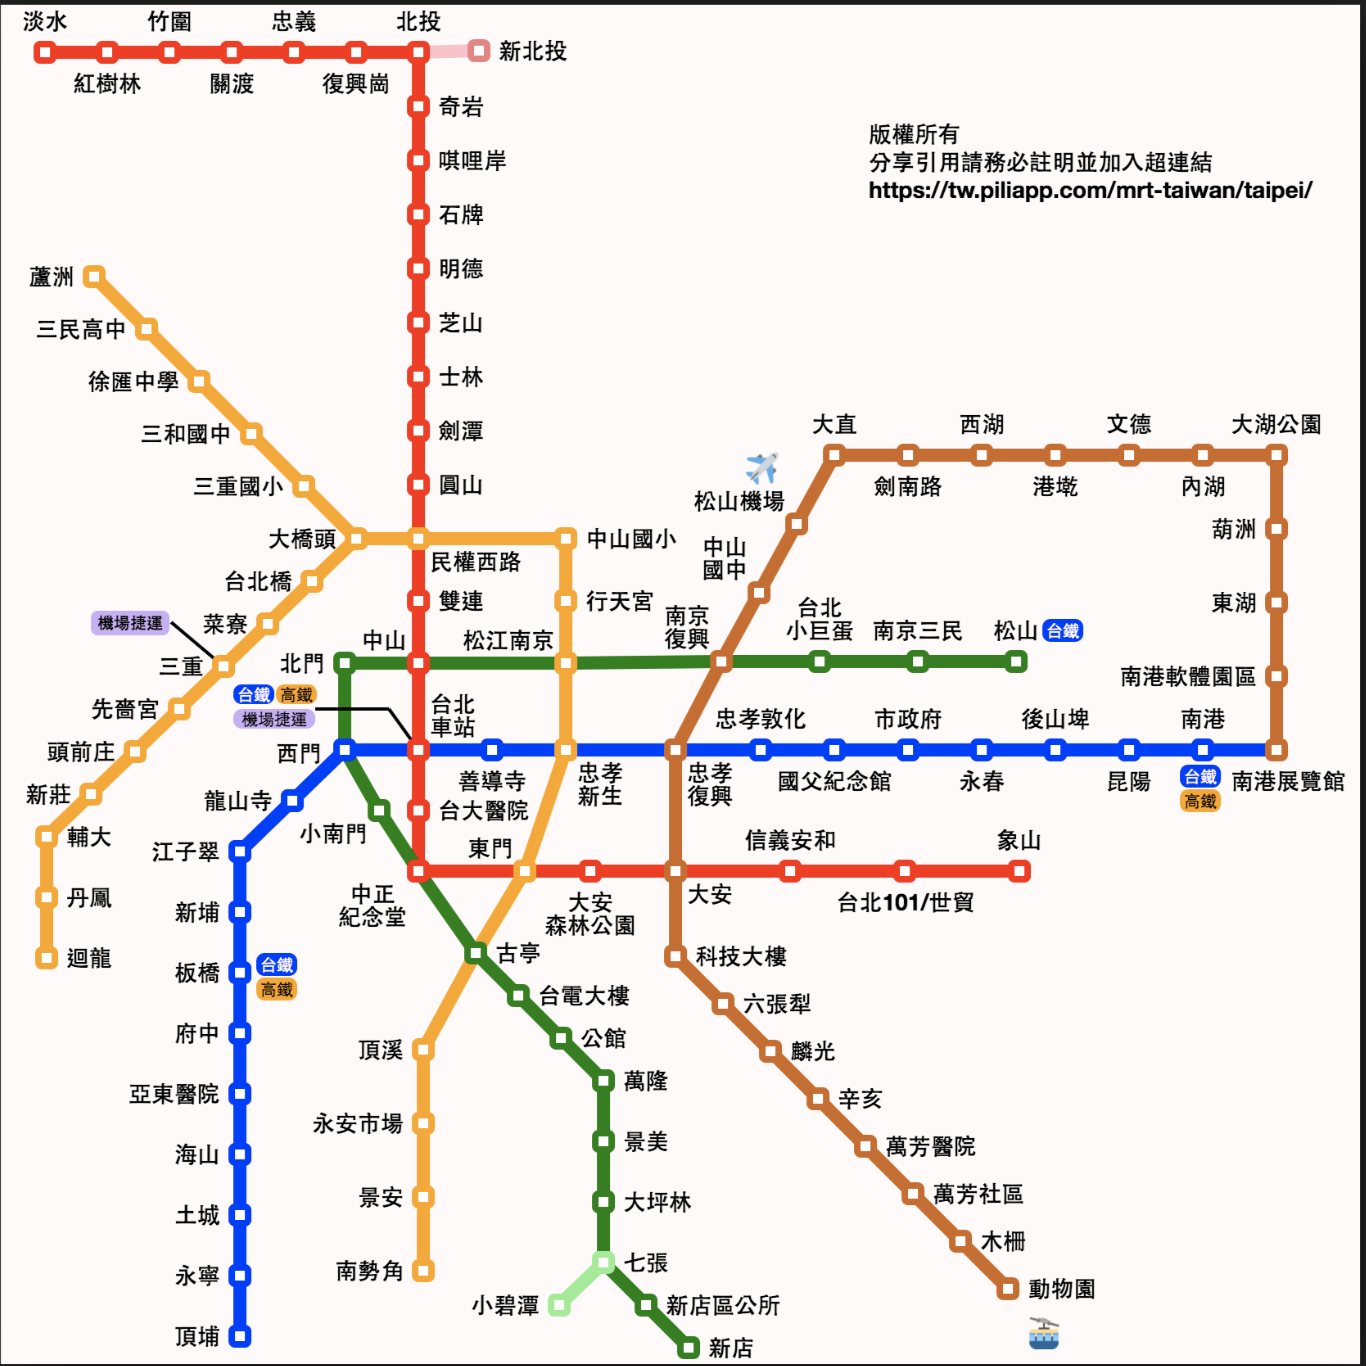 淡水
竹圍
忠義
北投
新北投
紅樹林
關渡
復興崗
奇岩
唭哩岸
石牌
明德
芝山
士林
劍潭
圓山
版權所有
分享引用請務必註明並加入超連結
https://tw.piliapp.com/mrt-taiwan/taipei/
蘆洲
三民高中
徐匯中學
三和國中
三重國小
大橋頭
台北橋
菜寮
機場捷運
三重
先嗇宮
頭前庄
新莊
輔大
丹鳳
迴龍
民權西路
中山國小
雙連
行天宮
中山
松江南京
北門
台鐵
高鐵
機場捷運
台北
車站
西門
善導寺
忠孝
新生
台大醫院
東門
龍山寺
小南門
江子翠
中正
紀念堂
新埔
板橋
台鐵
高鐵
府中
亞東醫院
海山
土城
永寧
頂埔
大直
西湖
文德
大湖公園
劍南路
港墘
內湖
松山機場
中山
國中
葫洲
東湖
南港軟體園區
南京
復興
台北
小巨蛋
南京三民
松山
台鐵
忠孝敦化
市政府
後山埤
南港
忠孝
復興
國父紀念館
永春
昆陽
台鐵
高鐵
南港展覽館
信義安和
象山
大安
森林公園
大安
台北101/世貿
古亭
台電大樓
公館
萬隆
景美
大坪林
七張
小碧潭
新店區公所
新店
頂溪
永安市場
景安
南勢角
科技大樓
六張犁
麟光
辛亥
萬芳醫院
萬芳社區
木柵
動物園